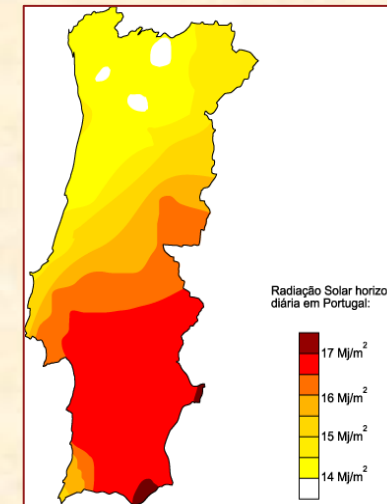 Radiação Solar horizo
diária em Portugal:
17 Mj/m²
16 Mj/m²
15 Mj/m²
14 Mj/m²